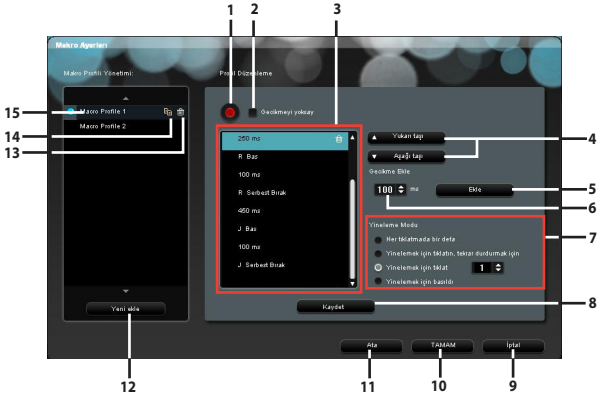 1 2 3
Makro Ayarları
Makro Profili Yönetimi:
Profil Düzenleme
Gecikmeyi yoksay
15 Macro Profile 1
14 Macro Profile 2
13
250 ms
R Bas
100 ms
R Serbest Bırak
450 ms
J Bas
100 ms
J Serbest Bırak
Yukarı taşı
4
Aşağı taşı
Gecikme Ekle
100 ms Ekle 5
6
Yineleme Modu
7
Her tıklatmada bir defa
Yinelemek için tıklatın, tekrar durdurmak için
Yinelemek için tıklat 1
Yinelemek için basıldı
Yeni ekle
Kaydet 8
Ata TAMAM İptal
12 11 10 9